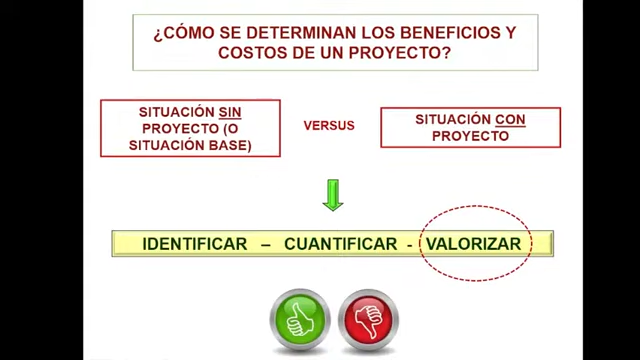 ¿CÓMO SE DETERMINAN LOS BENEFICIOS Y
COSTOS DE UN PROYECTO?
SITUACIÓN SIN
PROYECTO (O
SITUACIÓN BASE)
VERSUS
SITUACIÓN CON
PROYECTO
IDENTIFICAR – CUANTIFICAR - VALORIZAR